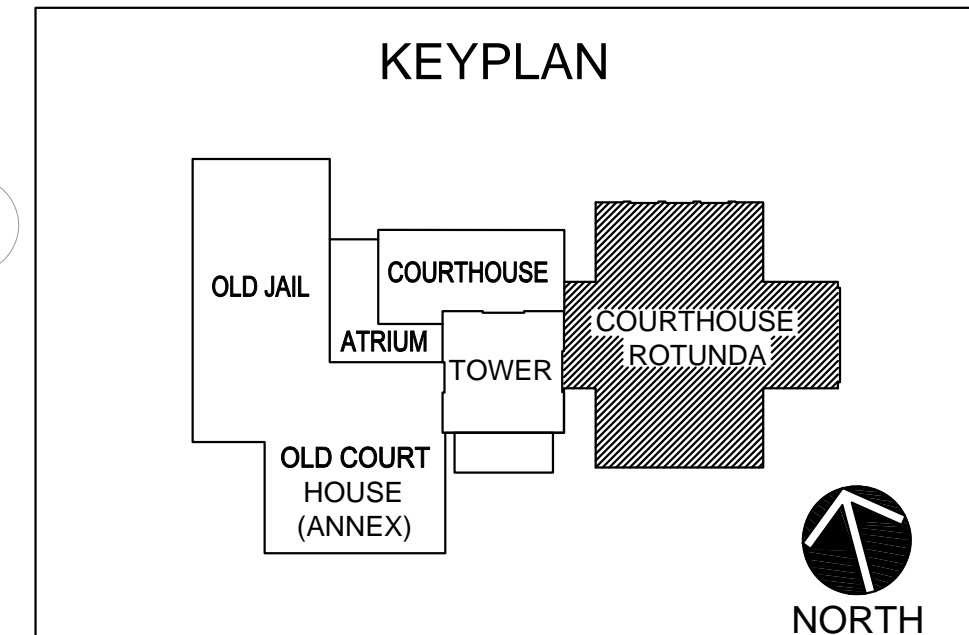 KEYPLAN
OLD JAIL
COURTHOUSE
ATRIUM
TOWER
COURTHOUSE
ROTUNDA
OLD COURT
HOUSE
(ANNEX)
NORTH